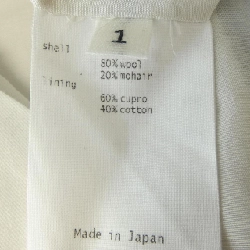 1
shell
80% wool
20% mohair
lining
60% cupro
40% cotton
Made in Japan